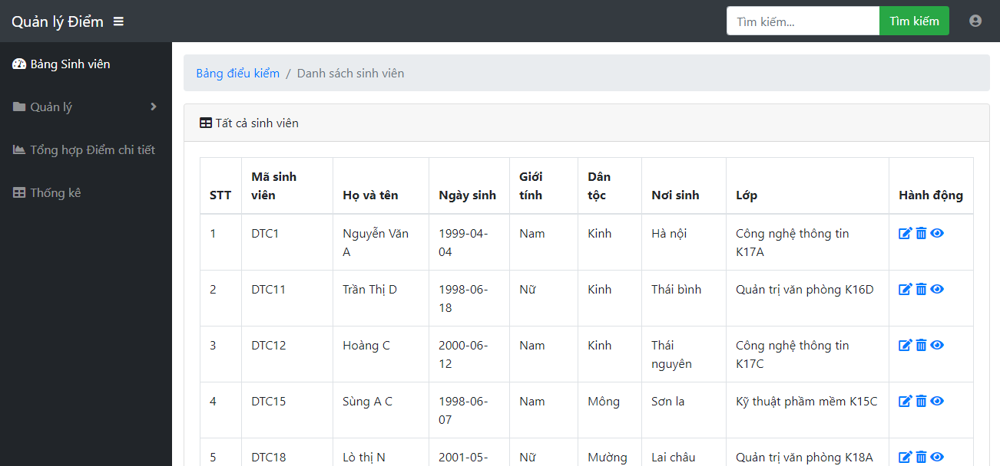 Quản lý Điểm
Tìm kiếm...
Tìm kiếm
Bảng Sinh viên
Quản lý
Tổng hợp Điểm chi tiết
Thống kê
Bảng điểu kiểm / Danh sách sinh viên
Tất cả sinh viên
STT Mã sinh viên Họ và tên Ngày sinh Giới tính Dân tộc Nơi sinh Lớp Hành động
1 DTC1 Nguyễn Văn A 1999-04-04 Nam Kinh Hà nội Công nghệ thông tin K17A
2 DTC11 Trần Thị D 1998-06-18 Nữ Kinh Thái bình Quản trị văn phòng K16D
3 DTC12 Hoàng C 2000-06-12 Nam Kinh Thái nguyên Công nghệ thông tin K17C
4 DTC15 Sùng A C 1998-06-07 Nam Mông Sơn la Kỹ thuật phầm mềm K15C
5 DTC18 Lò thị N 2001-05- Nữ Mường Lai châu Quản trị văn phòng K18A